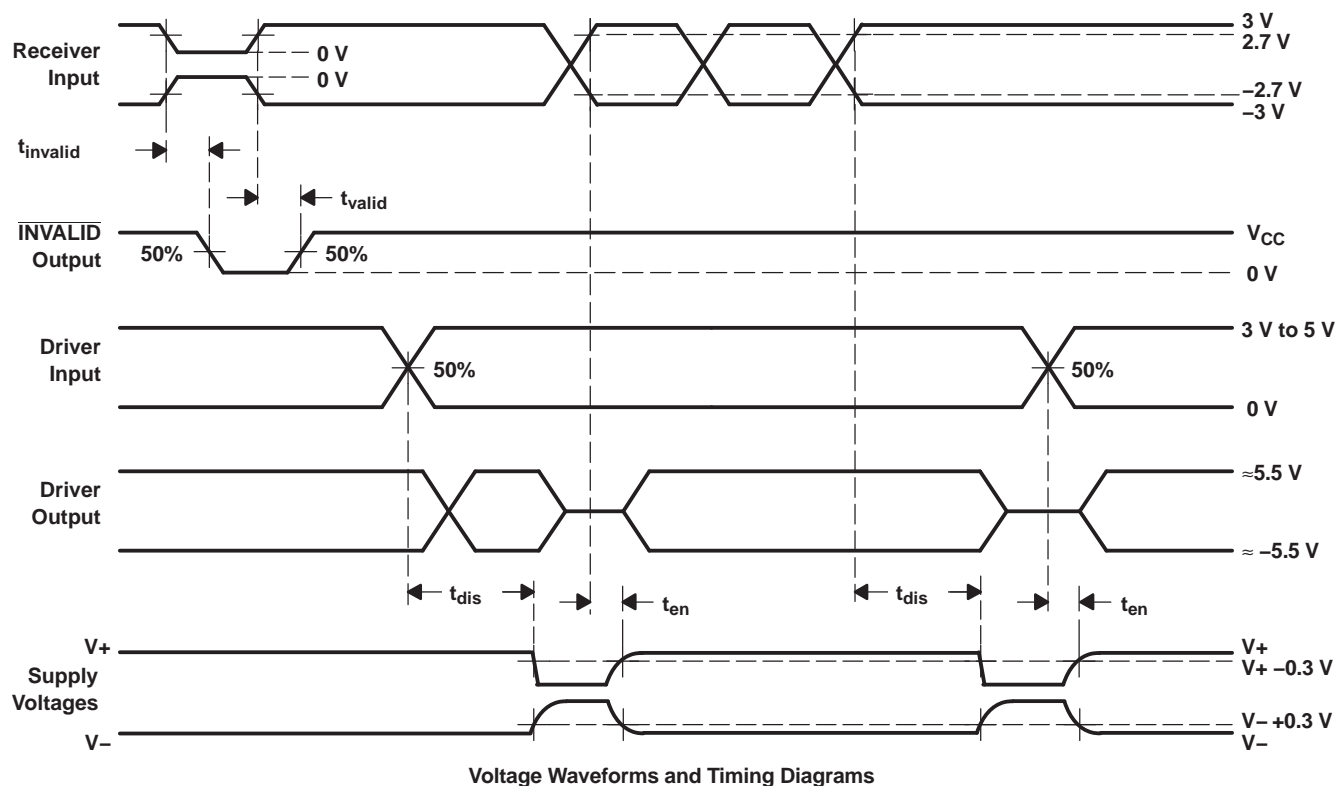 3 V
2.7 V
Receiver
Input
0 V
0 V
–2.7 V
–3 V
tinvalid
tvalid
INVALID
Output
50%
50%
VCC
0 V
Driver
Input
3 V to 5 V
50%
50%
0 V
Driver
Output
≈5.5 V
≈ –5.5 V
tdis
ten
tdis
ten
V+
Supply
Voltages
V–
V+
V+ –0.3 V
V– +0.3 V
V–
Voltage Waveforms and Timing Diagrams